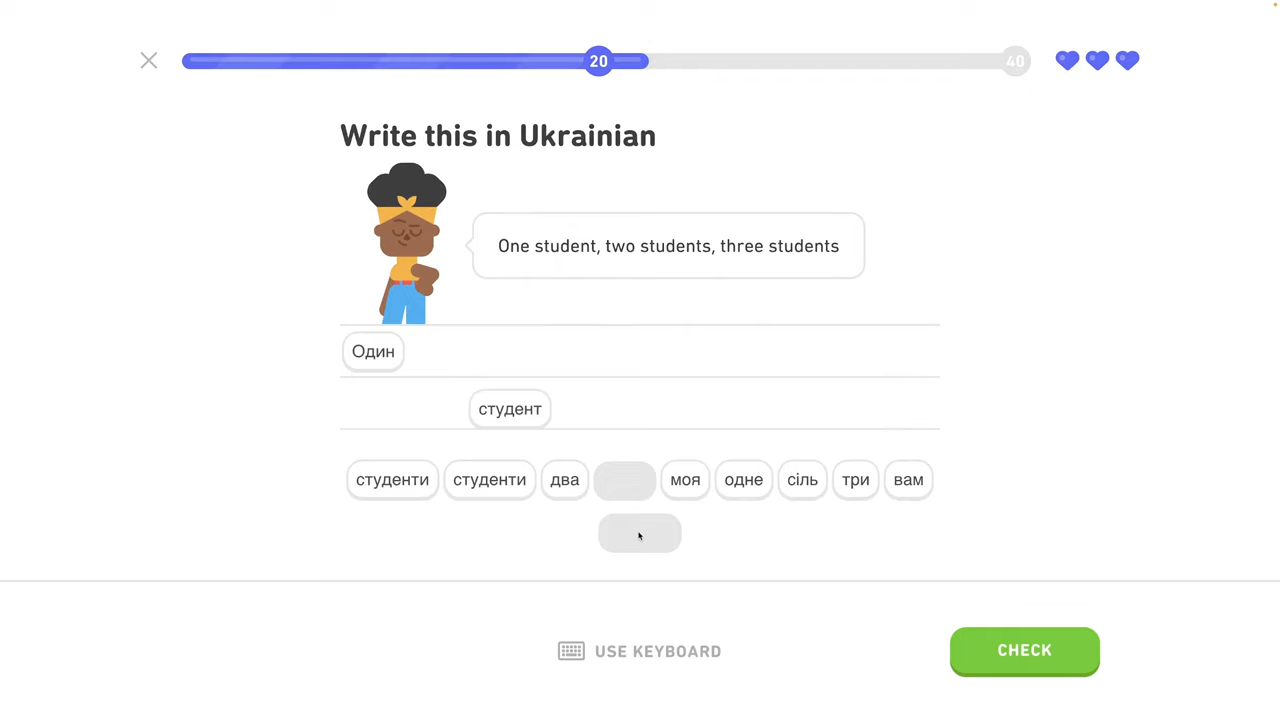 20
40
Write this in Ukrainian
One student, two students, three students
Один
студент
студенти студенти два моя одне сіль три вам
USE KEYBOARD
CHECK